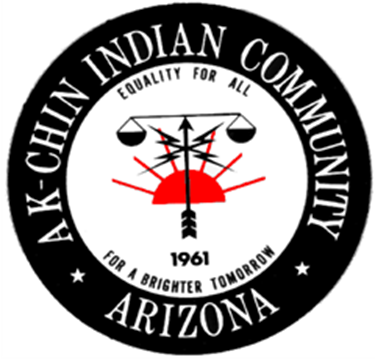 AK-CHIN INDIAN COMMUNITY
EQUALITY FOR ALL
1961
FOR A BRIGHTER TOMORROW
ARIZONA